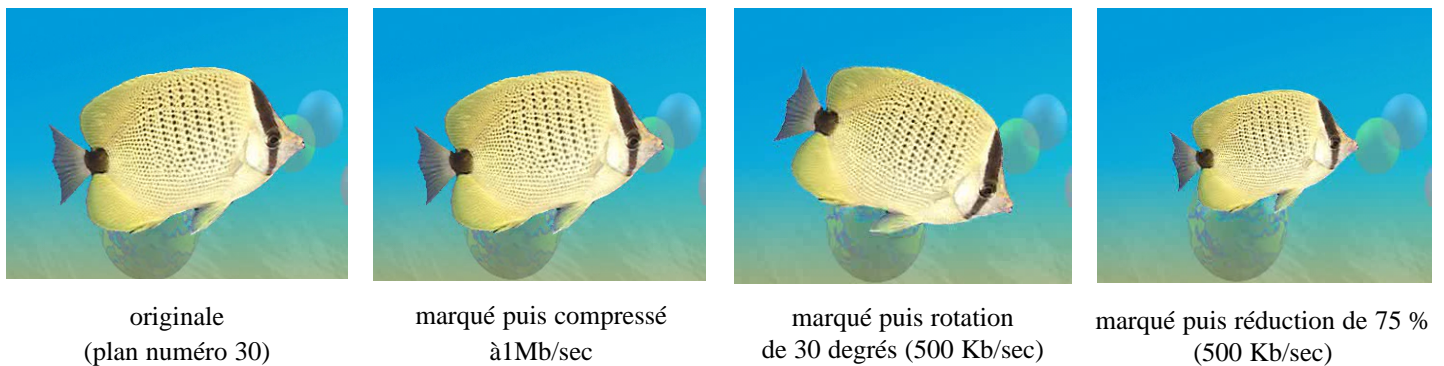 originale
(plan numéro 30)
marqué puis compressé
à1Mb/sec
marqué puis rotation
de 30 degrés (500 Kb/sec)
marqué puis réduction de 75 %
(500 Kb/sec)